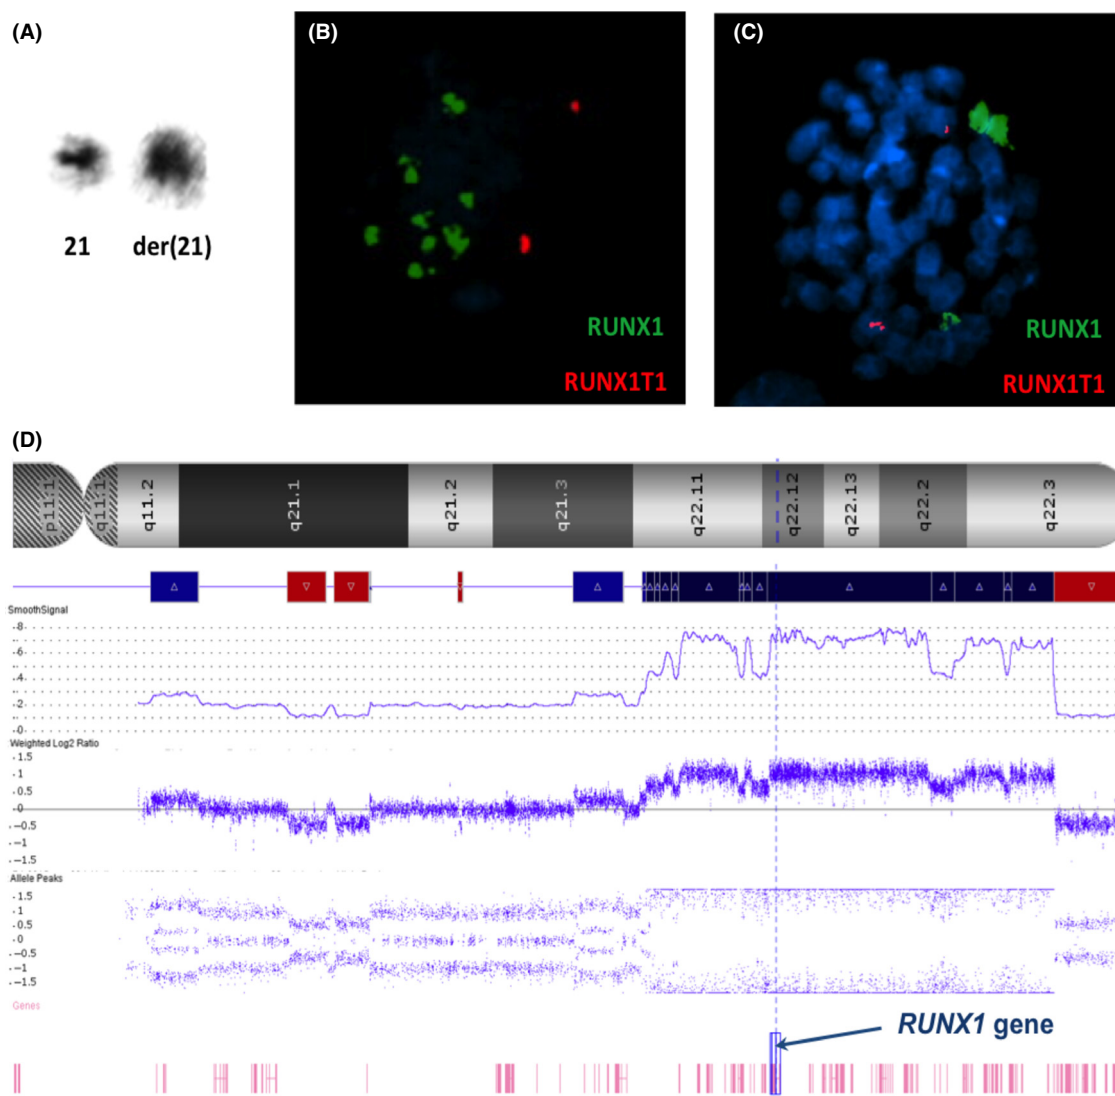 (A)
21
der(21)
(B)
RUNX1
RUNX1T1
(C)
RUNX1
RUNX1T1
(D)
p11.1
q11.1
q11.2
q21.1
q21.2
q21.3
q22.11
q22.12
q22.13
q22.2
q22.3
SmoothSignal
8
6
4
2
0
Weighted Log2 Ratio
1.5
1
0.5
0
-0.5
-1
-1.5
Allele Peaks
1.5
1
0.5
0
-0.5
-1
-1.5
Genes
RUNX1 gene